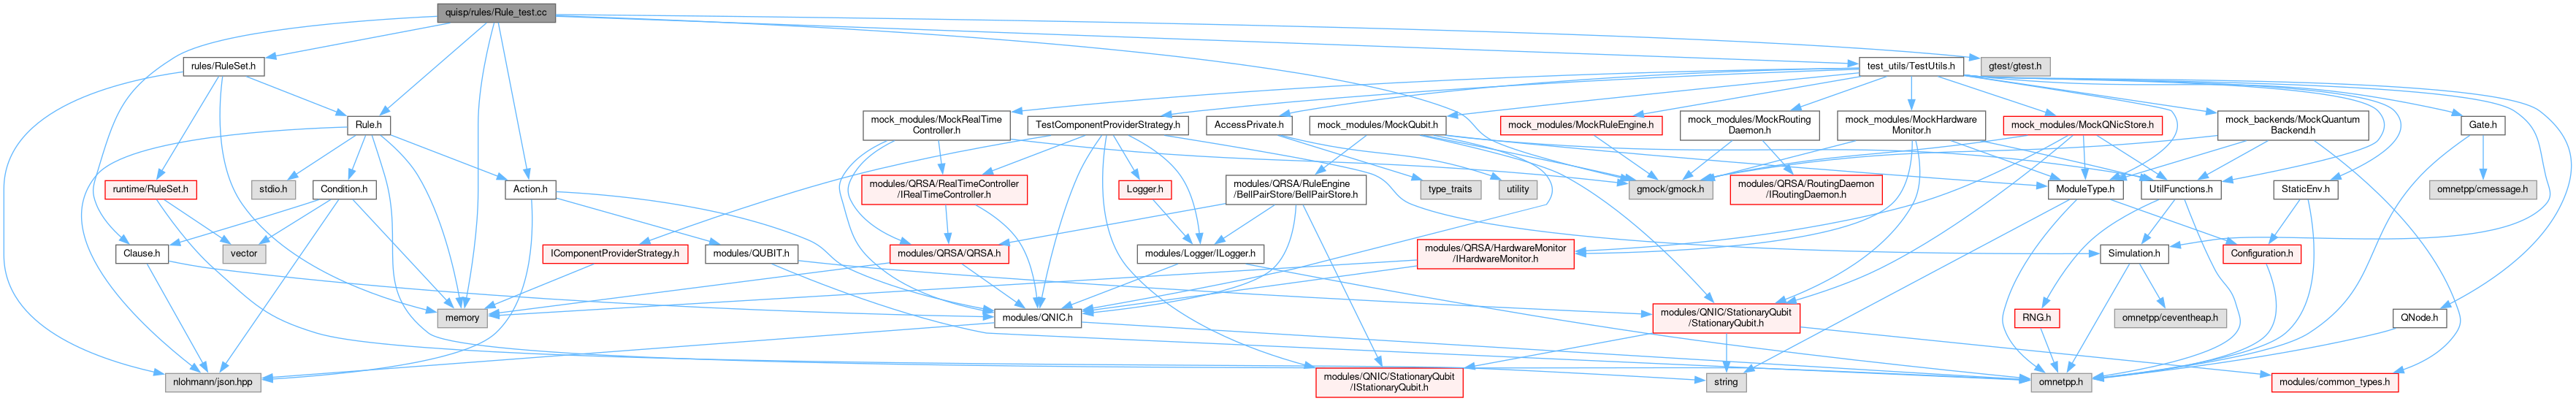 quisp/rules/Rule_test.cc
rules/RuleSet.h
test_utils/TestUtils.h
gtest/gtest.h
Rule.h
mock_modules/MockRealTime
Controller.h
TestComponentProviderStrategy.h
AccessPrivate.h
mock_modules/MockQubit.h
mock_modules/MockRuleEngine.h
mock_modules/MockRouting
Daemon.h
mock_modules/MockHardware
Monitor.h
mock_modules/MockQNicStore.h
mock_backends/MockQuantum
Backend.h
Gate.h
runtime/RuleSet.h
stdio.h
Condition.h
Action.h
modules/QRSA/RealTimeController
/IRealTimeController.h
Logger.h
modules/QRSA/RuleEngine
/BellPairStore/BellPairStore.h
type_traits
utility
gmock/gmock.h
modules/QRSA/RoutingDaemon
/IRoutingDaemon.h
ModuleType.h
UtilFunctions.h
StaticEnv.h
omnetpp/cmessage.h
Clause.h
vector
IComponentProviderStrategy.h
modules/QUBIT.h
modules/QRSA/QRSA.h
modules/Logger/ILogger.h
modules/QRSA/HardwareMonitor
/IHardwareMonitor.h
Simulation.h
Configuration.h
memory
modules/QNIC.h
modules/QNIC/StationaryQubit
/StationaryQubit.h
RNG.h
omnetpp/ceventheap.h
QNode.h
nlohmann/json.hpp
modules/QNIC/StationaryQubit
/IStationaryQubit.h
string
omnetpp.h
modules/common_types.h